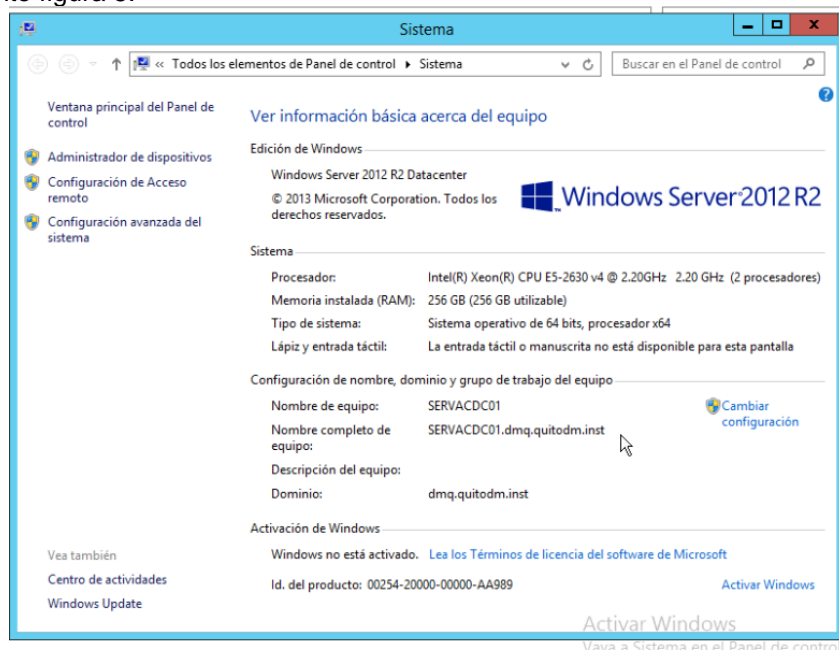 Sistema
Todos los elementos de Panel de control ▸ Sistema
Buscar en el Panel de control
Ventana principal del Panel de
control
Administrador de dispositivos
Configuración de Acceso
remoto
Configuración avanzada del
sistema
Vea también
Centro de actividades
Windows Update
Ver información básica acerca del equipo
Edición de Windows
Windows Server 2012 R2 Datacenter
© 2013 Microsoft Corporation. Todos los
derechos reservados.
Windows Server 2012 R2
Sistema
Procesador: Intel(R) Xeon(R) CPU E5-2630 v4 @ 2.20GHz 2.20 GHz (2 procesadores)
Memoria instalada (RAM): 256 GB (256 GB utilizable)
Tipo de sistema: Sistema operativo de 64 bits, procesador x64
Lápiz y entrada táctil: La entrada táctil o manuscrita no está disponible para esta pantalla
Configuración de nombre, dominio y grupo de trabajo del equipo
Nombre de equipo: SERVACDC01
Cambiar
configuración
Nombre completo de SERVACDC01.dmq.quitodm.inst
equipo:
Descripción del equipo:
Dominio: dmq.quitodm.inst
Activación de Windows
Windows no está activado. Lea los Términos de licencia del software de Microsoft
Id. del producto: 00254-20000-00000-AA989 Activar Windows
Activar Windows
Vaya a Sistema en el Panel de contro